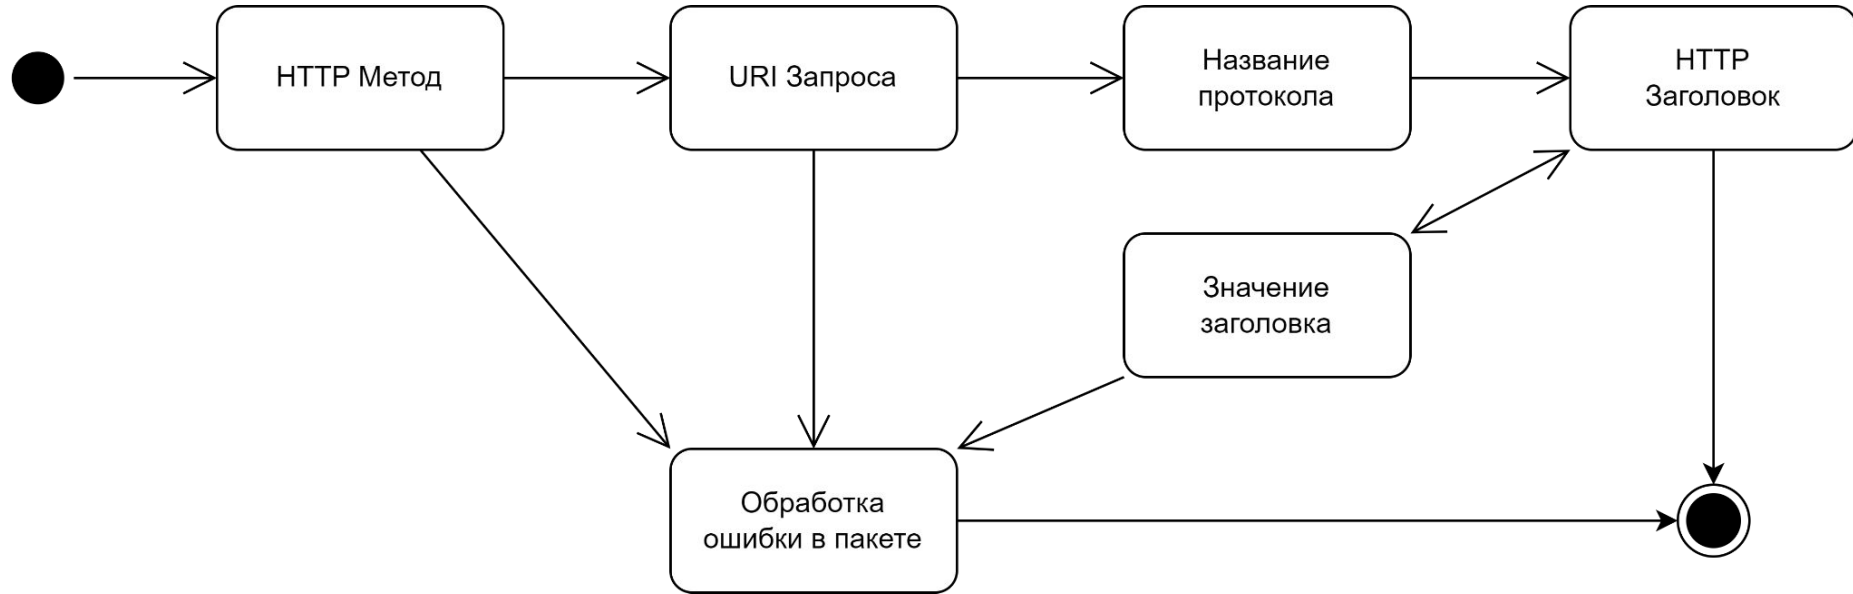 HTTP Метод
URI Запроса
Название
протокола
HTTP
Заголовок
Значение
заголовка
Обработка
ошибки в пакете